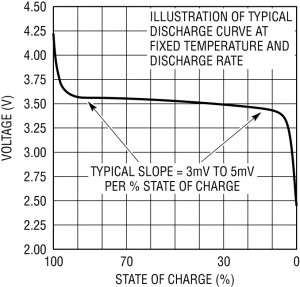 4.50
4.25
4.00
3.75
3.50
3.25
3.00
2.75
2.50
2.25
2.00
VOLTAGE (V)
ILLUSTRATION OF TYPICAL
DISCHARGE CURVE AT
FIXED TEMPERATURE AND
DISCHARGE RATE
TYPICAL SLOPE = 3mV TO 5mV
PER % STATE OF CHARGE
100 70 30 0
STATE OF CHARGE (%)